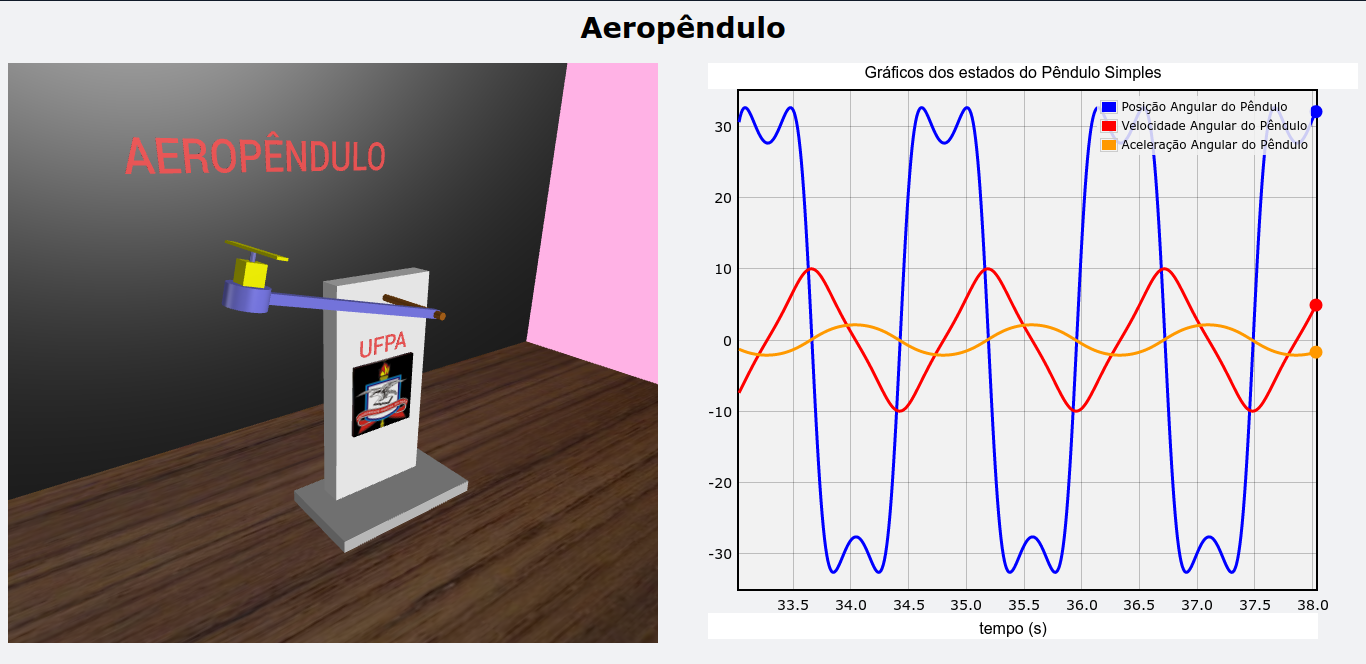 Aeropêndulo
AEROPÊNDULO
UFPA
Gráficos dos estados do Pêndulo Simples
Posição Angular do Pêndulo
Velocidade Angular do Pêndulo
Aceleração Angular do Pêndulo
30
20
10
0
-10
-20
-30
33.5 34.0 34.5 35.0 35.5 36.0 36.5 37.0 37.5 38.0
tempo (s)